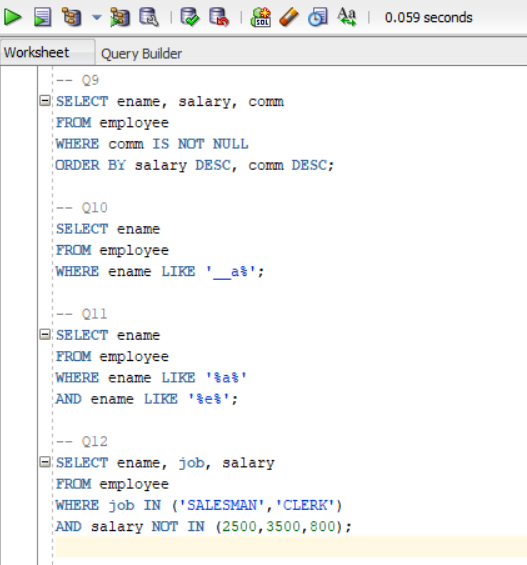 0.059 seconds
Worksheet Query Builder
-- Q9
SELECT ename, salary, comm
FROM employee
WHERE comm IS NOT NULL
ORDER BY salary DESC, comm DESC;
-- Q10
SELECT ename
FROM employee
WHERE ename LIKE '__a%';
-- Q11
SELECT ename
FROM employee
WHERE ename LIKE '%a%'
AND ename LIKE '%e%';
-- Q12
SELECT ename, job, salary
FROM employee
WHERE job IN ('SALESMAN','CLERK')
AND salary NOT IN (2500,3500,800);